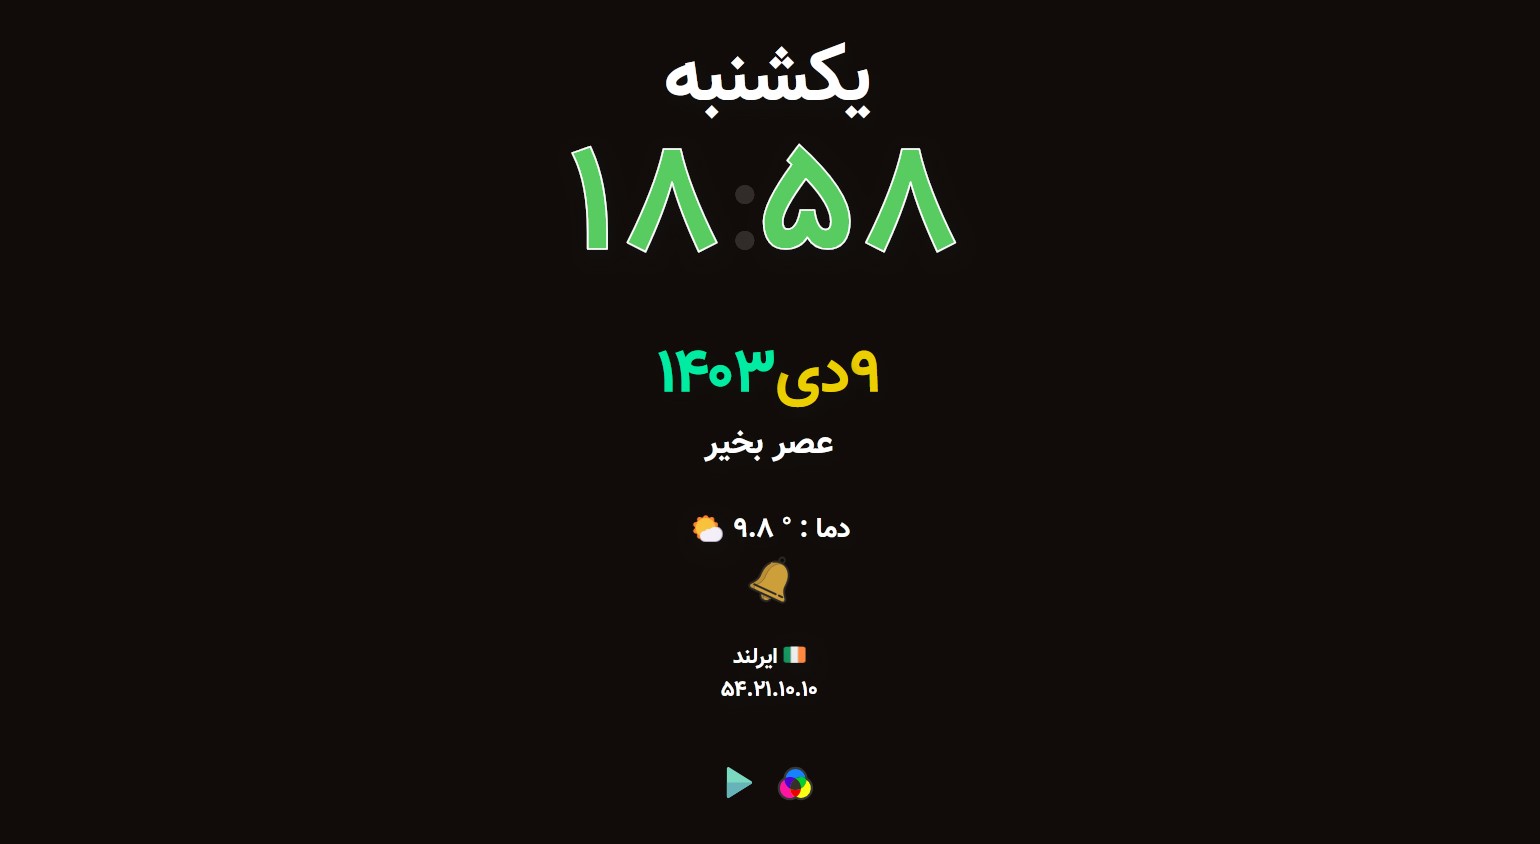 یکشنبه
۱۸:۵۸
۹دی۱۴۰۳
عصر بخیر
دما : ° ۹.۸
ایرلند
۵۴.۲۱.۱۰.۱۰